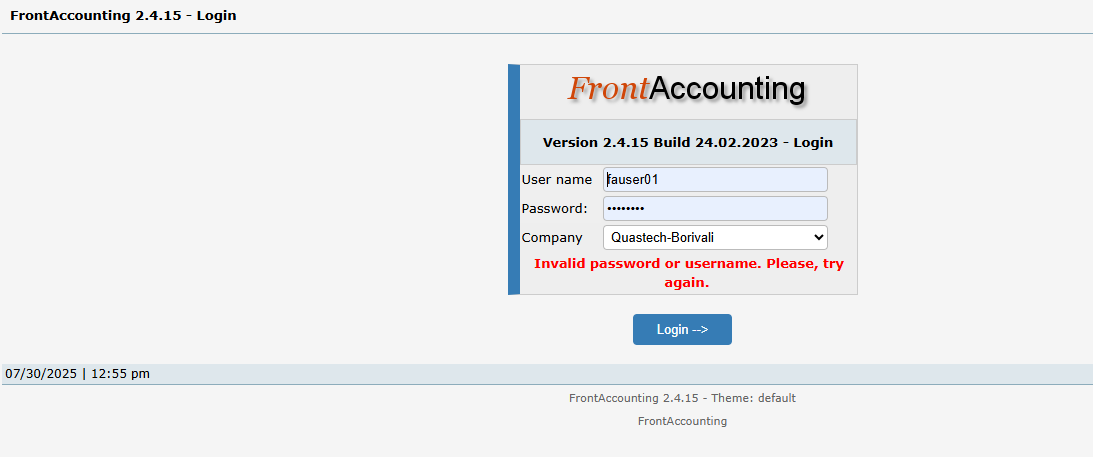 FrontAccounting 2.4.15 - Login
FrontAccounting
Version 2.4.15 Build 24.02.2023 - Login
User name fauser01
Password: ••••••••
Company Quastech-Borivali
Invalid password or username. Please, try
again.
Login -->
07/30/2025 | 12:55 pm
FrontAccounting 2.4.15 - Theme: default
FrontAccounting